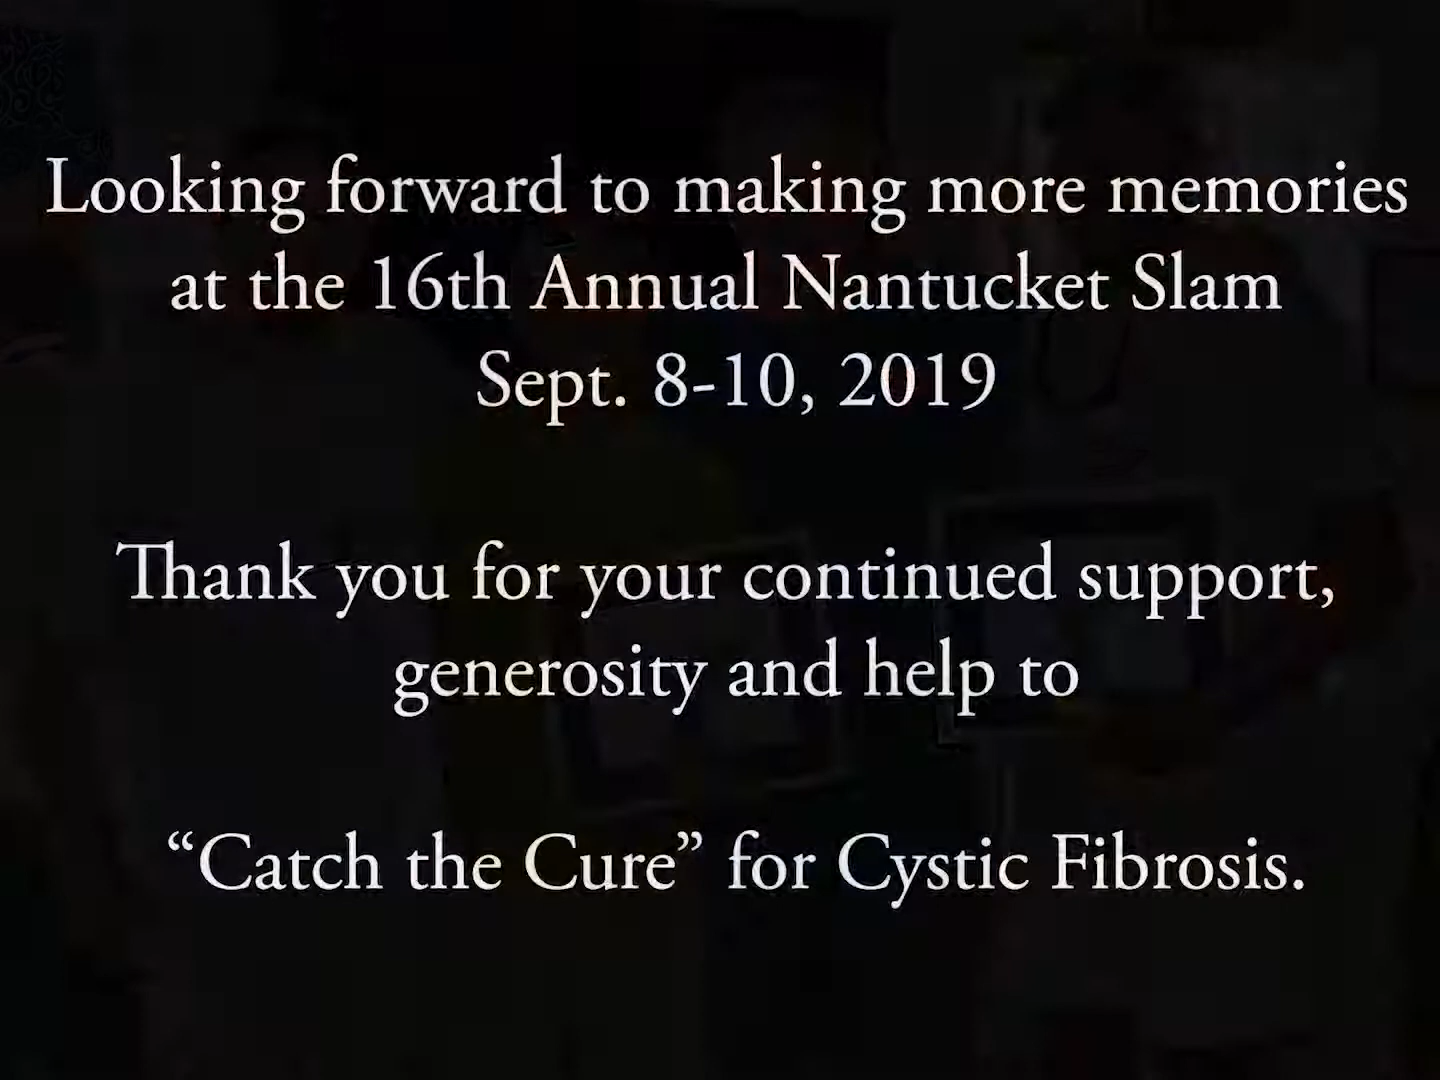 Looking forward to making more memories
at the 16th Annual Nantucket Slam
Sept. 8-10, 2019
Thank you for your continued support,
generosity and help to
“Catch the Cure” for Cystic Fibrosis.